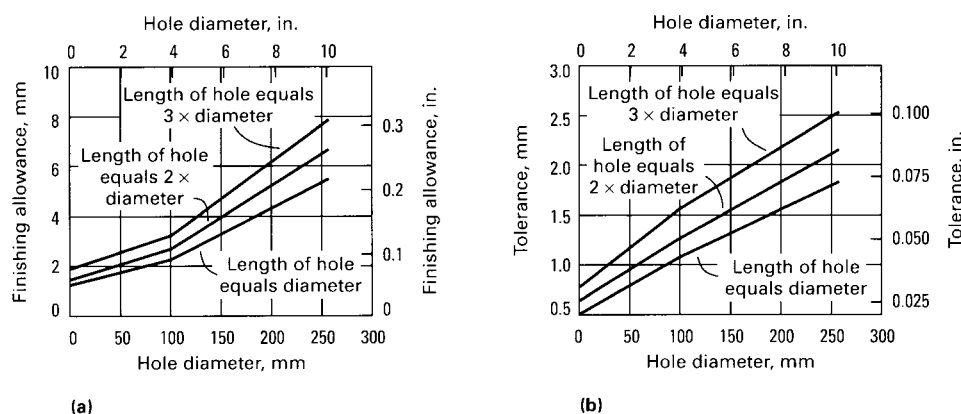 Hole diameter, in.
0 2 4 6 8 10
10
8
6
4
2
0
Finishing allowance, mm
Length of hole equals
3 × diameter
Length of hole
equals 2 ×
diameter
Length of hole
equals diameter
0.3
0.2
0.1
0
Finishing allowance, in.
0 50 100 150 200 250 300
Hole diameter, mm
(a)
Hole diameter, in.
0 2 4 6 8 10
3.0
2.5
2.0
1.5
1.0
0.5
Tolerance, mm
Length of hole equals
3 × diameter
Length of
hole equals
2 × diameter
Length of hole
equals diameter
0.100
0.075
0.050
0.025
Tolerance, in.
0 50 100 150 200 250 300
Hole diameter, mm
(b)